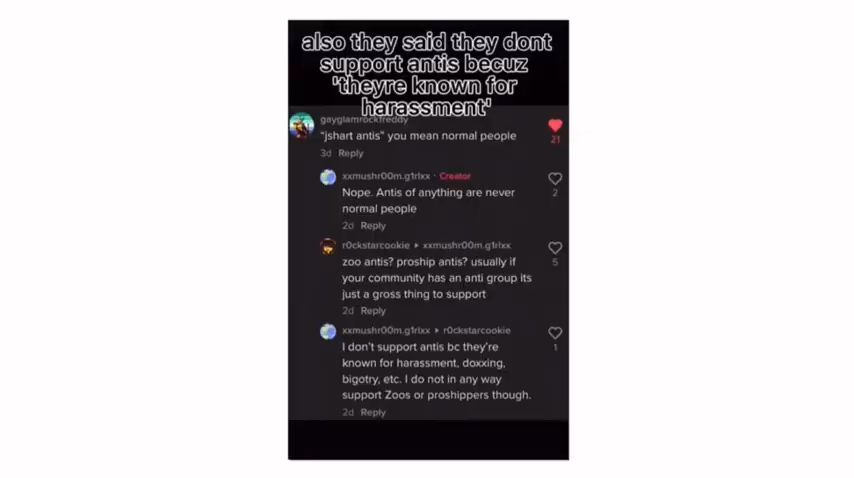 also they said they dont
support antis becuz
'theyre known for
harassment'
gayglamrockfreddy
"jshart antis" you mean normal people
3d Reply
21
xxmushr00m.g1rlxx · Creator
Nope. Antis of anything are never
normal people
2
2d Reply
r0ckstarcookie ▸ xxmushr00m.g1rlxx
zoo antis? proship antis? usually if
your community has an anti group its
just a gross thing to support
5
2d Reply
xxmushr00m.g1rlxx ▸ r0ckstarcookie
I don't support antis bc they're
known for harassment, doxxing,
bigotry, etc. I do not in any way
support Zoos or proshippers though.
1
2d Reply